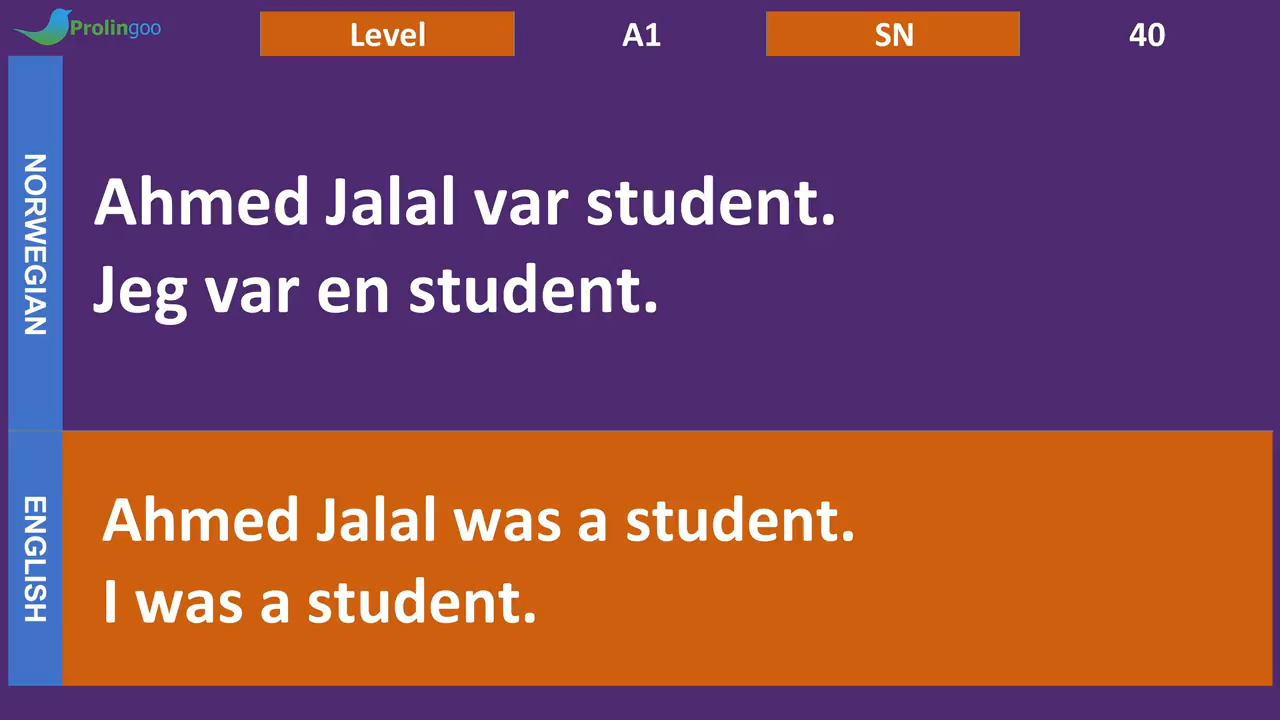 Prolingoo
Level A1 SN 40
NORWEGIAN
Ahmed Jalal var student.
Jeg var en student.
ENGLISH
Ahmed Jalal was a student.
I was a student.